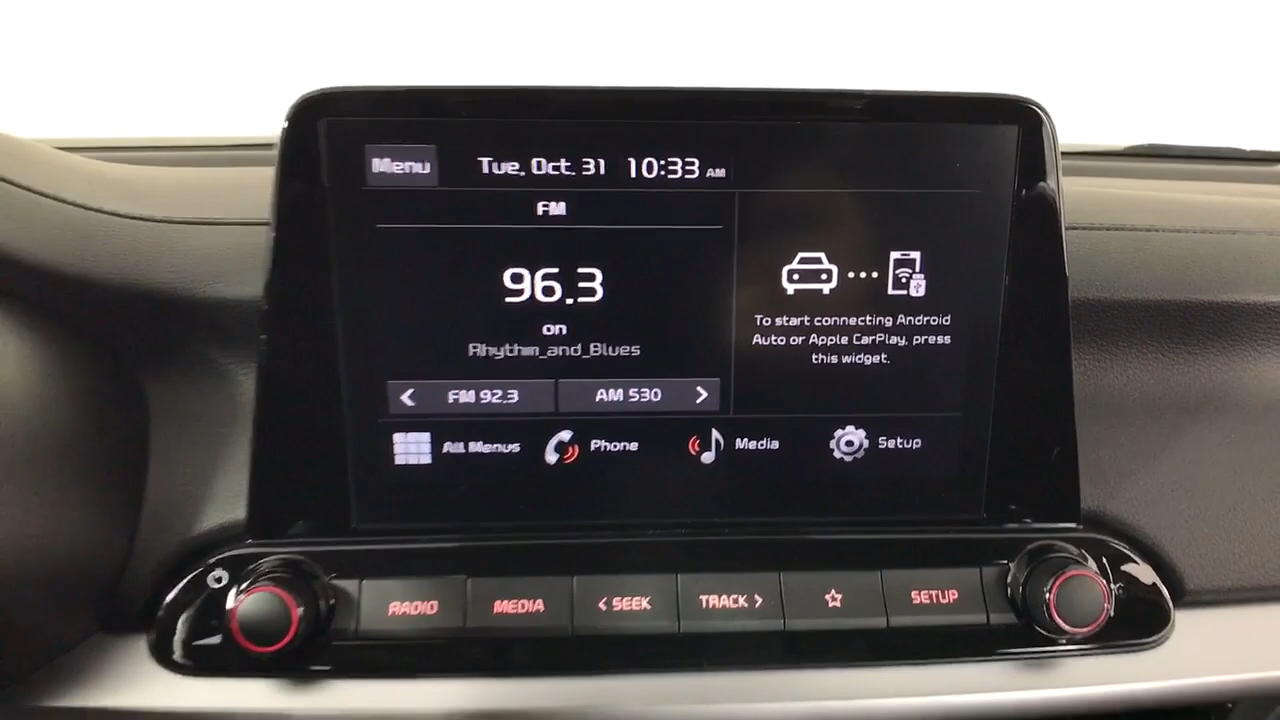 Menu Tue, Oct. 31 10:33 AM
FM
96.3
on
Rhythm_and_Blues
To start connecting Android
Auto or Apple CarPlay, press
this widget.
< FM 92.3 AM 530 >
All Menus Phone Media Setup
RADIO MEDIA < SEEK TRACK > ☆ SETUP